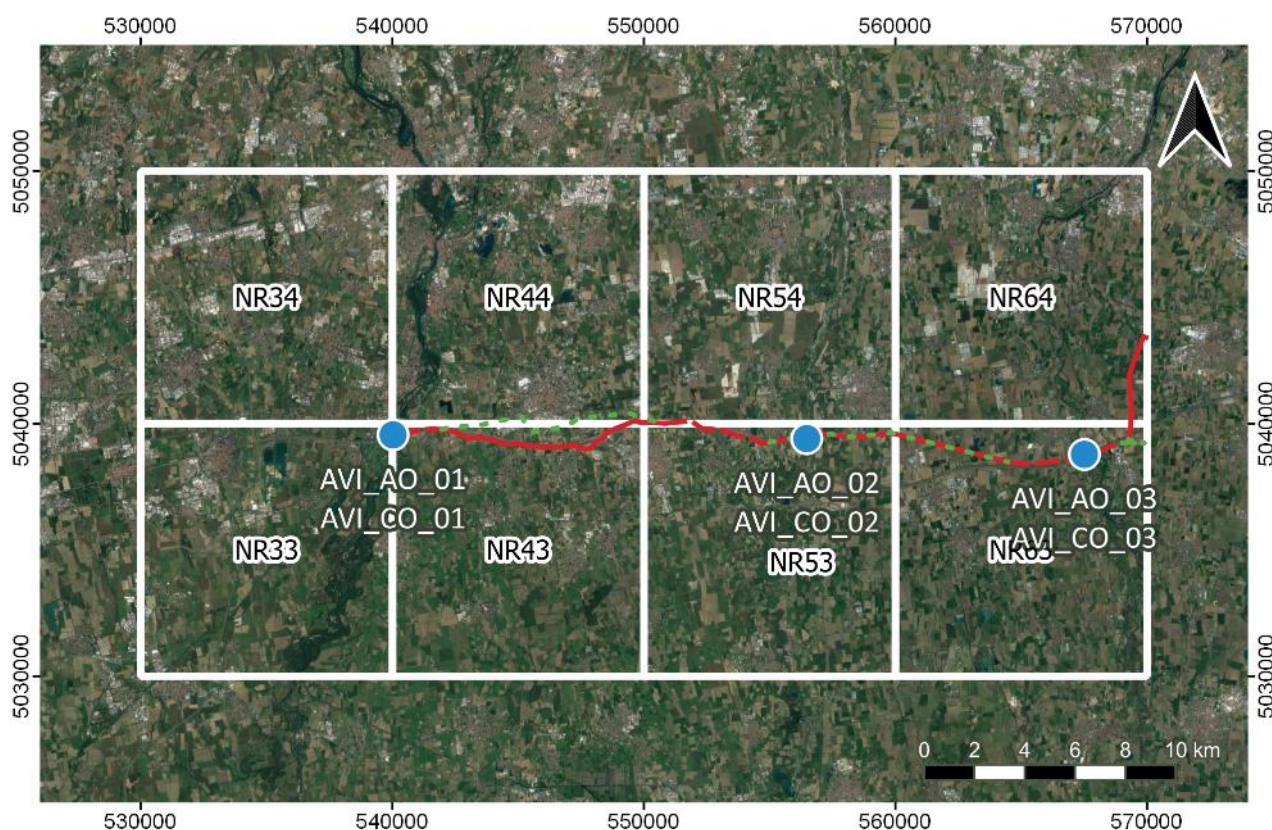 530000 540000 550000 560000 570000
5050000 5050000
NR34 NR44 NR54 NR64
5040000 5040000
AVI_AO_01 AVI_AO_02 AVI_AO_03
AVI_CO_01 AVI_CO_02 AVI_CO_03
NR33 NR43 NR53 NR63
5030000 5030000
0 2 4 6 8 10 km
530000 540000 550000 560000 570000